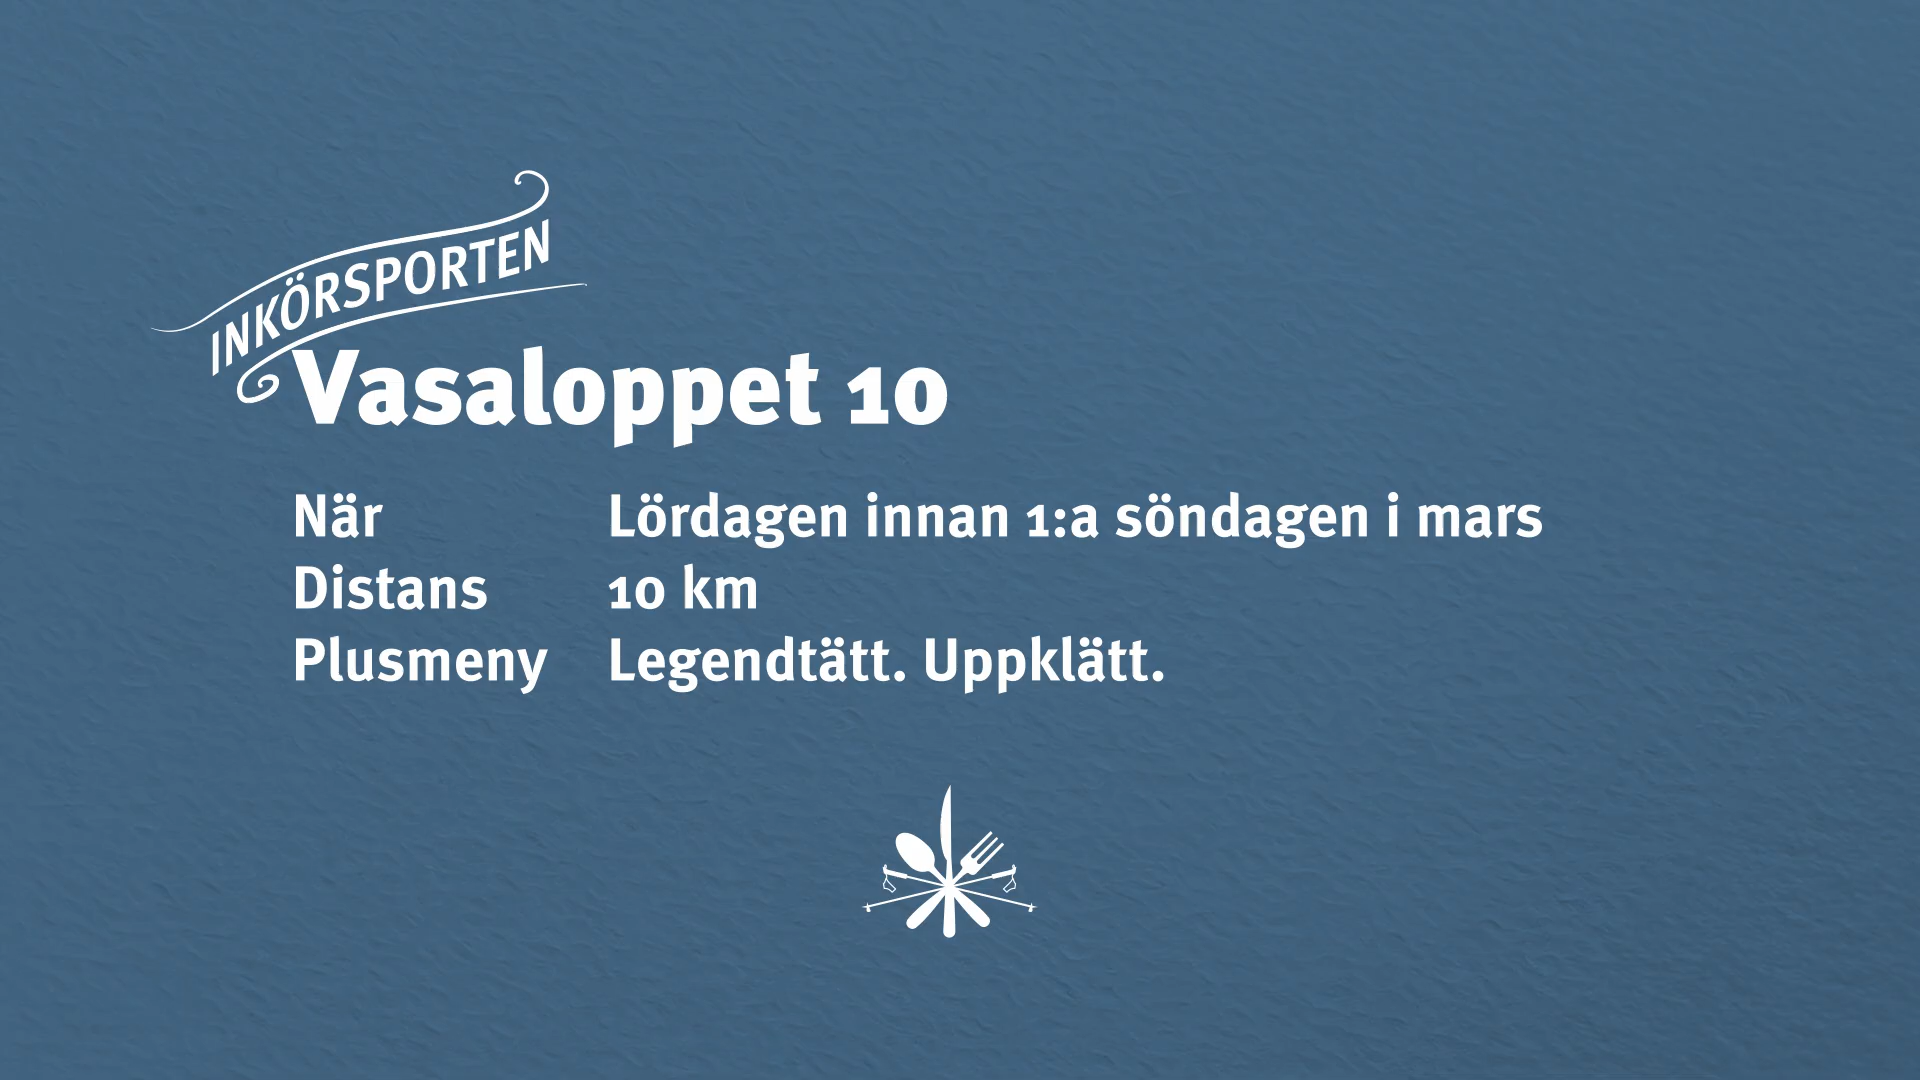 INKÖRSPORTEN
Vasaloppet 10
När Lördagen innan 1:a söndagen i mars
Distans 10 km
Plusmeny Legendtätt. Uppklätt.